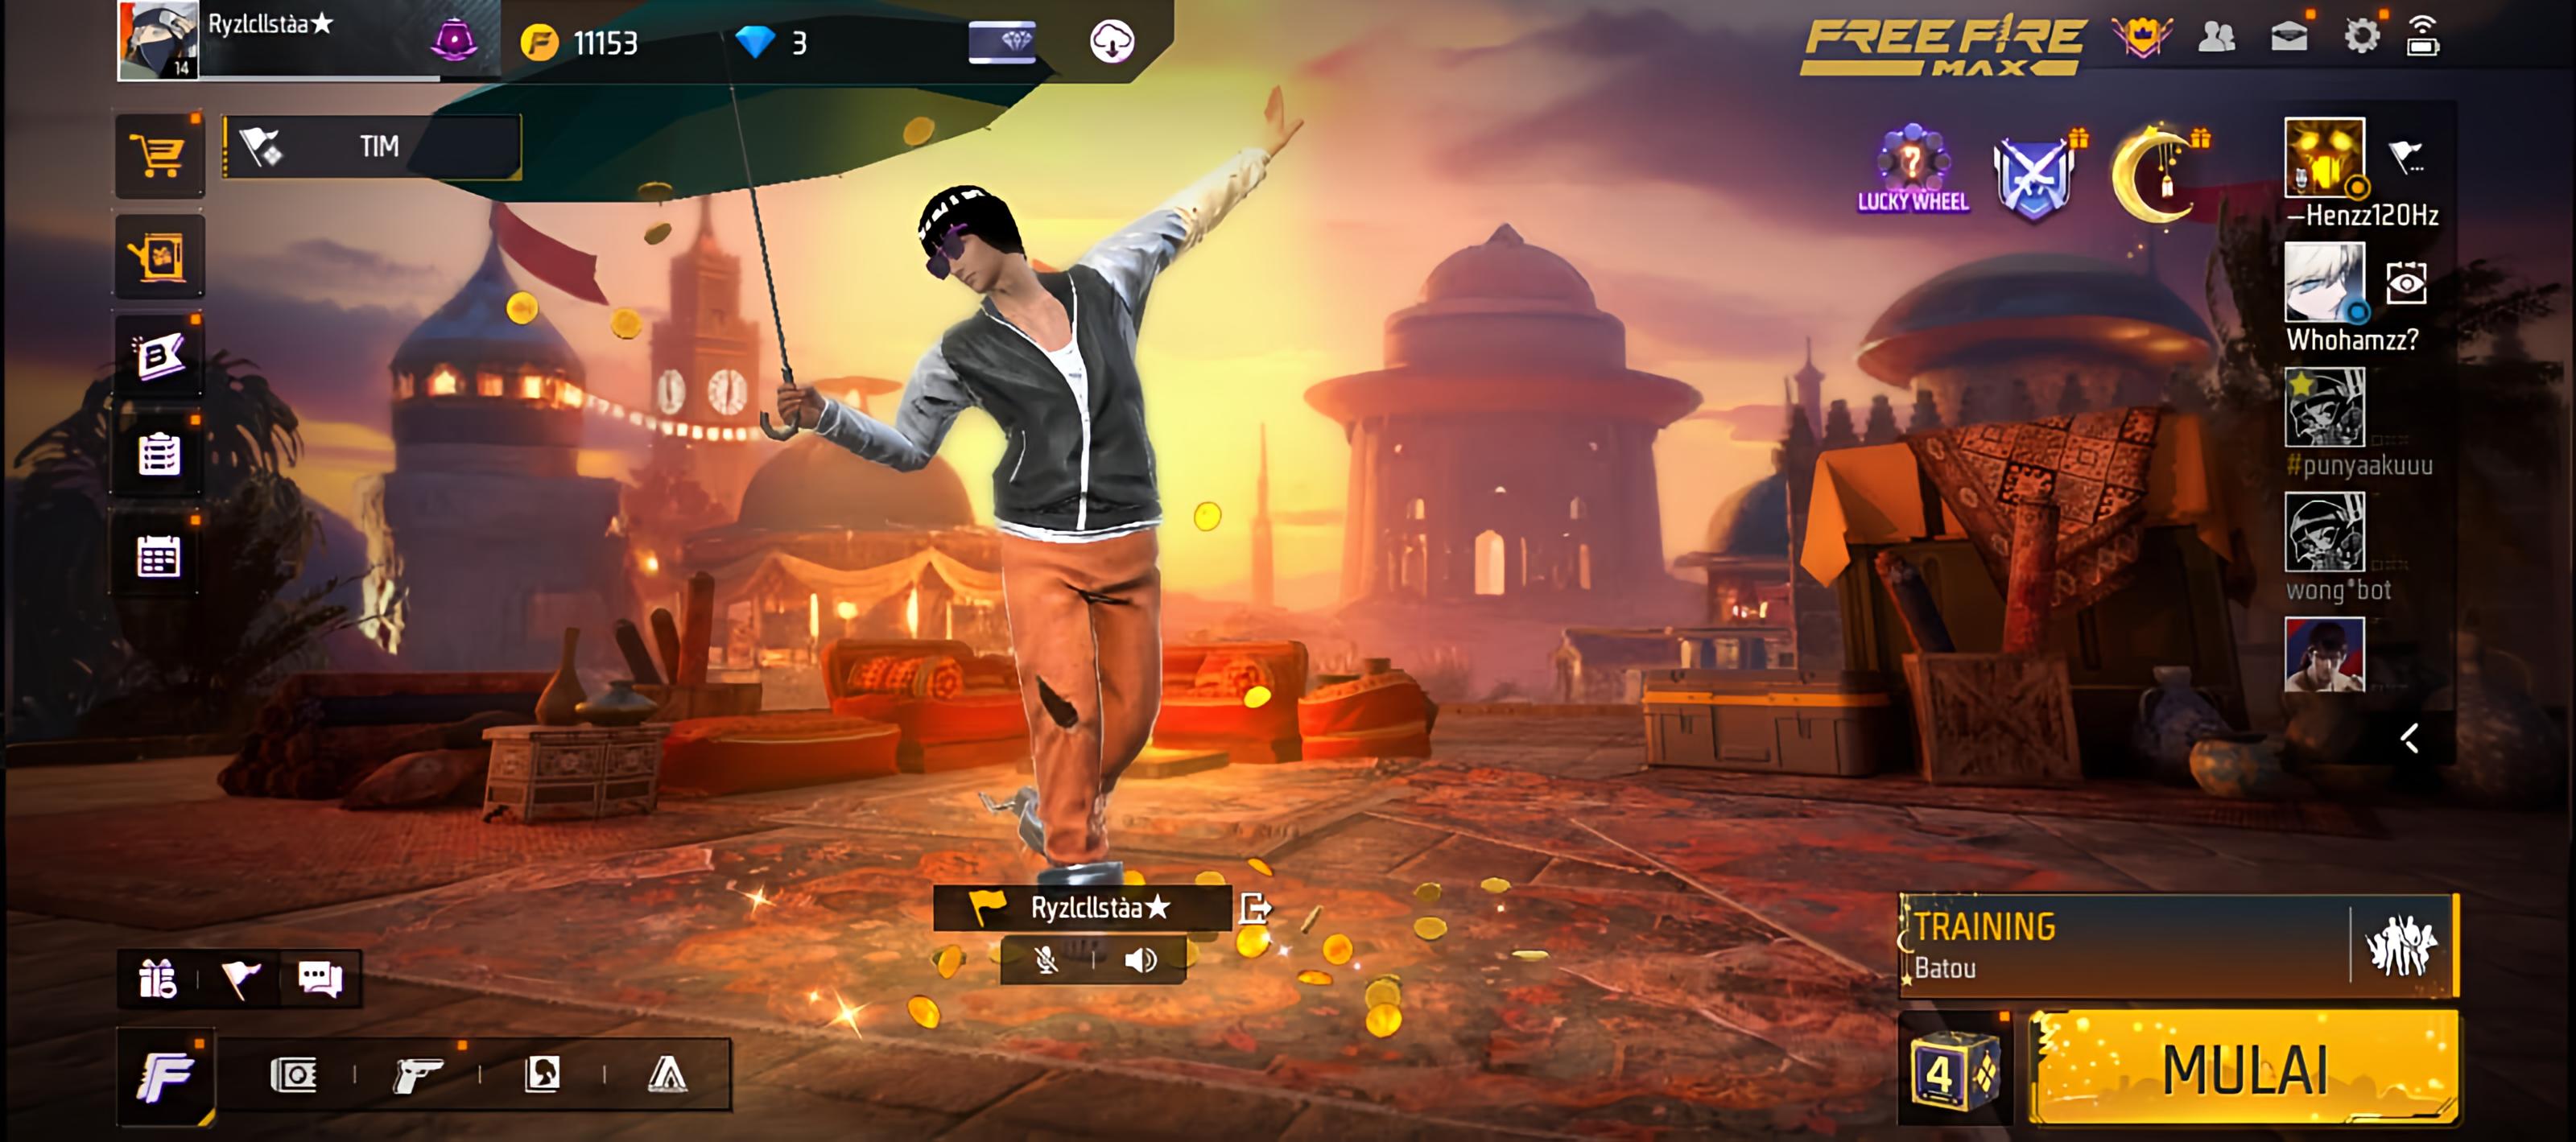 Ryzlcllstàa★
14
11153
3
FREE FIRE
MAX
TIM
LUCKY WHEEL
—Henzz120Hz
Whohamzz?
#punyaakuuu
wong*bot
B
Ryzlcllstàa★
TRAINING
Batou
4
MULAI